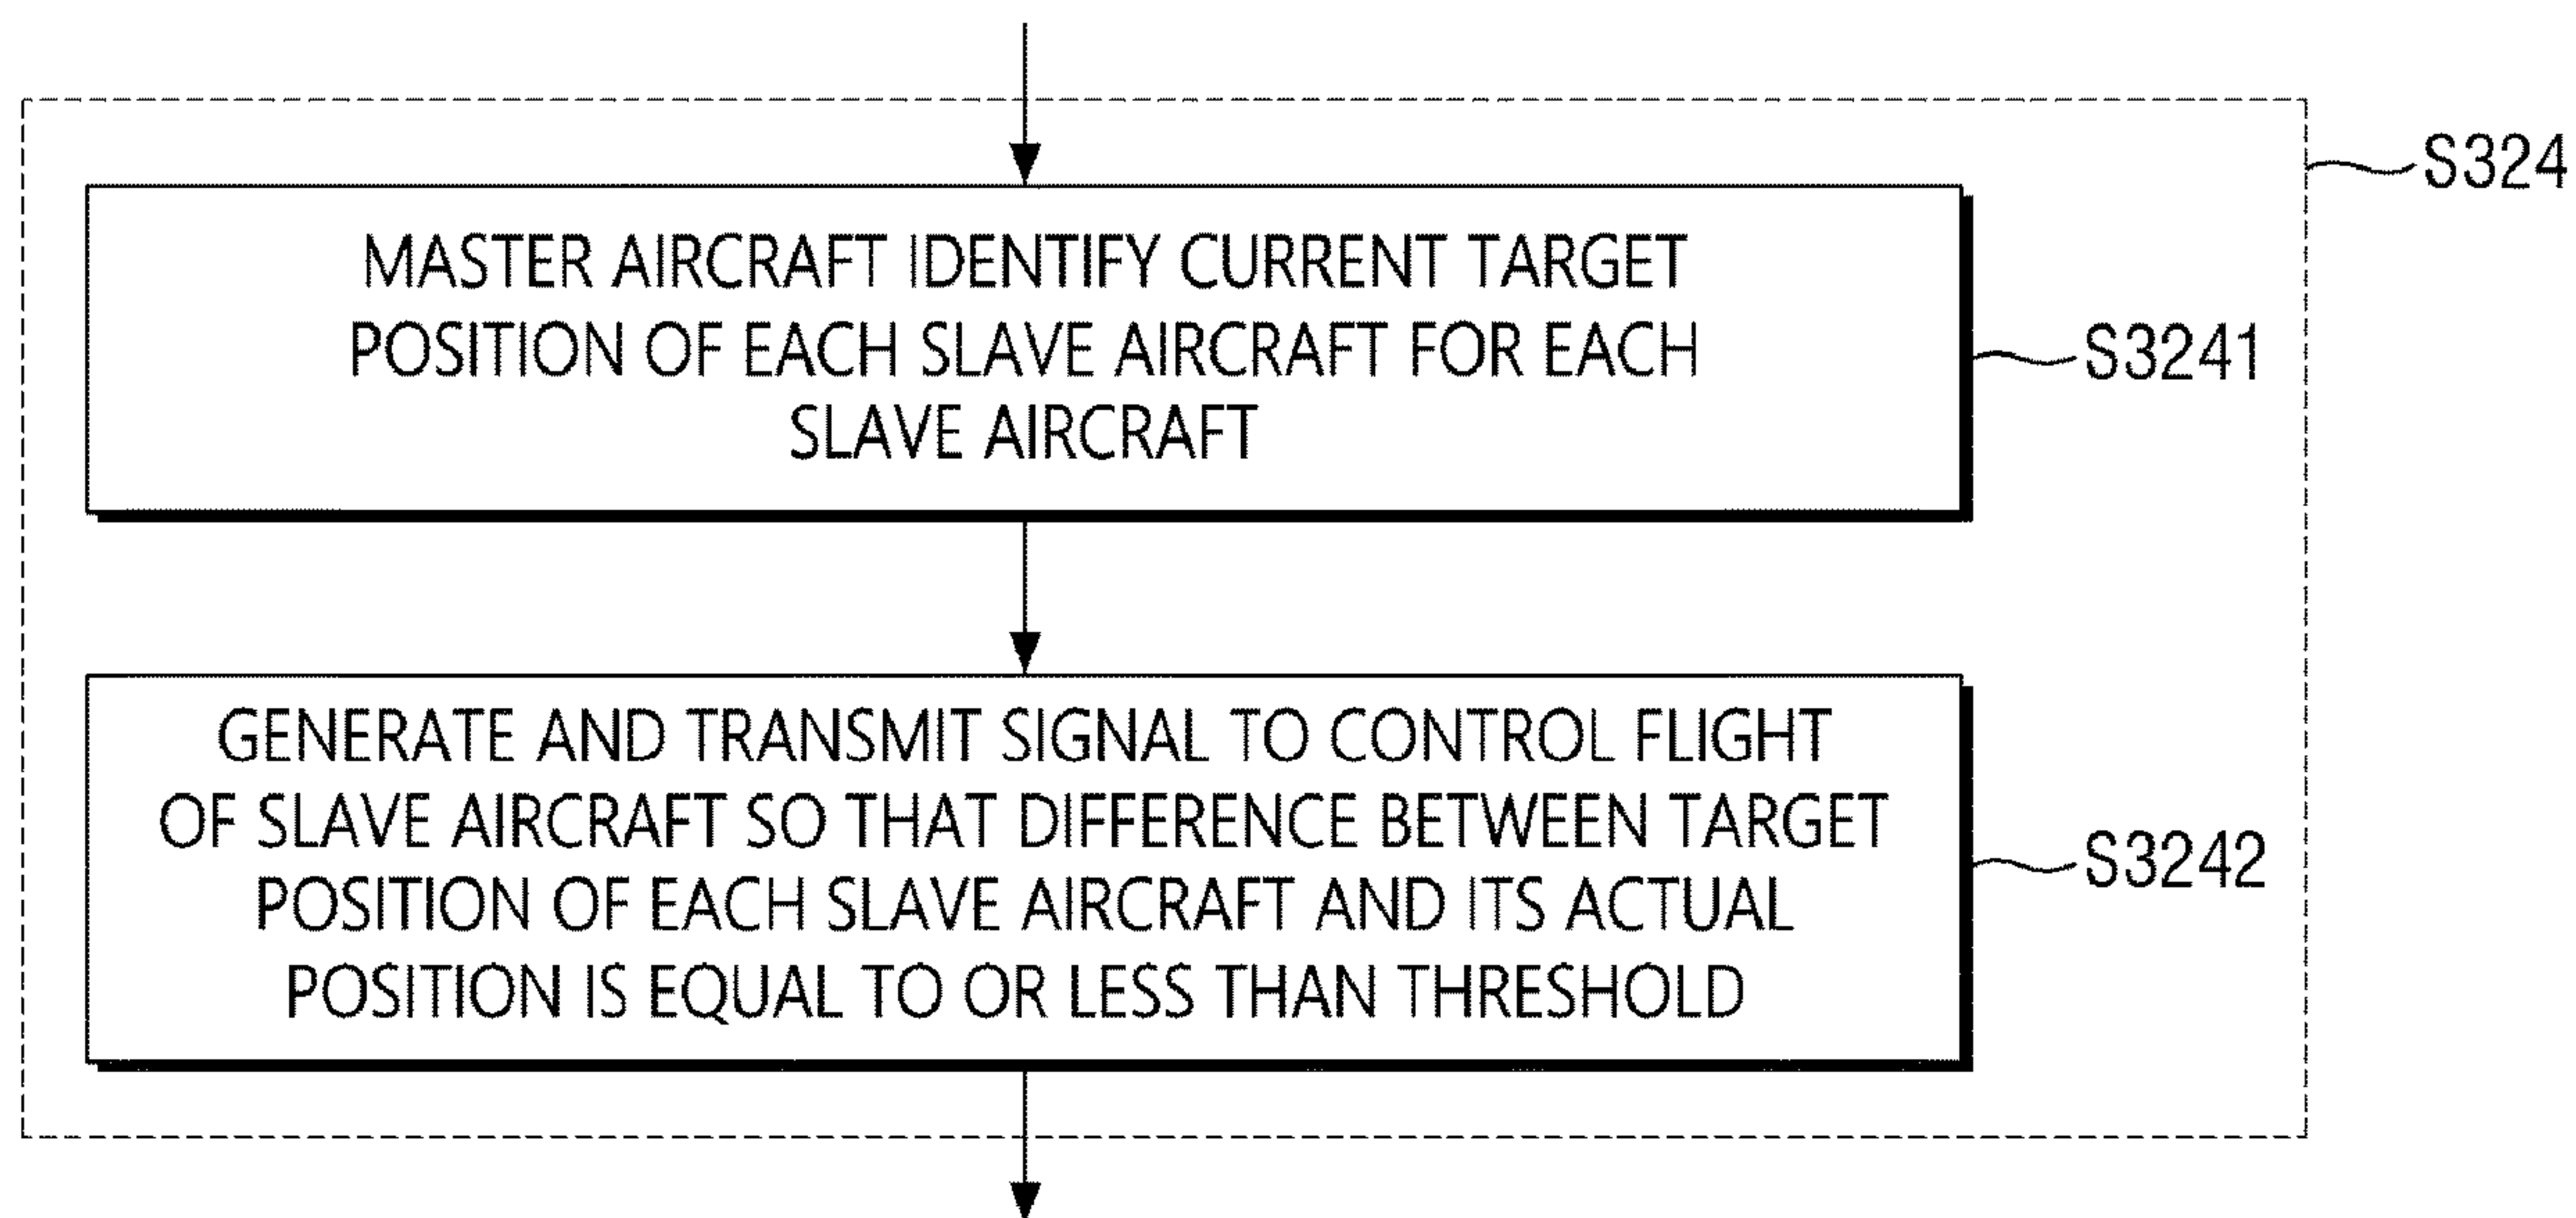 S324
MASTER AIRCRAFT IDENTIFY CURRENT TARGET
POSITION OF EACH SLAVE AIRCRAFT FOR EACH
SLAVE AIRCRAFT
S3241
GENERATE AND TRANSMIT SIGNAL TO CONTROL FLIGHT
OF SLAVE AIRCRAFT SO THAT DIFFERENCE BETWEEN TARGET
POSITION OF EACH SLAVE AIRCRAFT AND ITS ACTUAL
POSITION IS EQUAL TO OR LESS THAN THRESHOLD
S3242